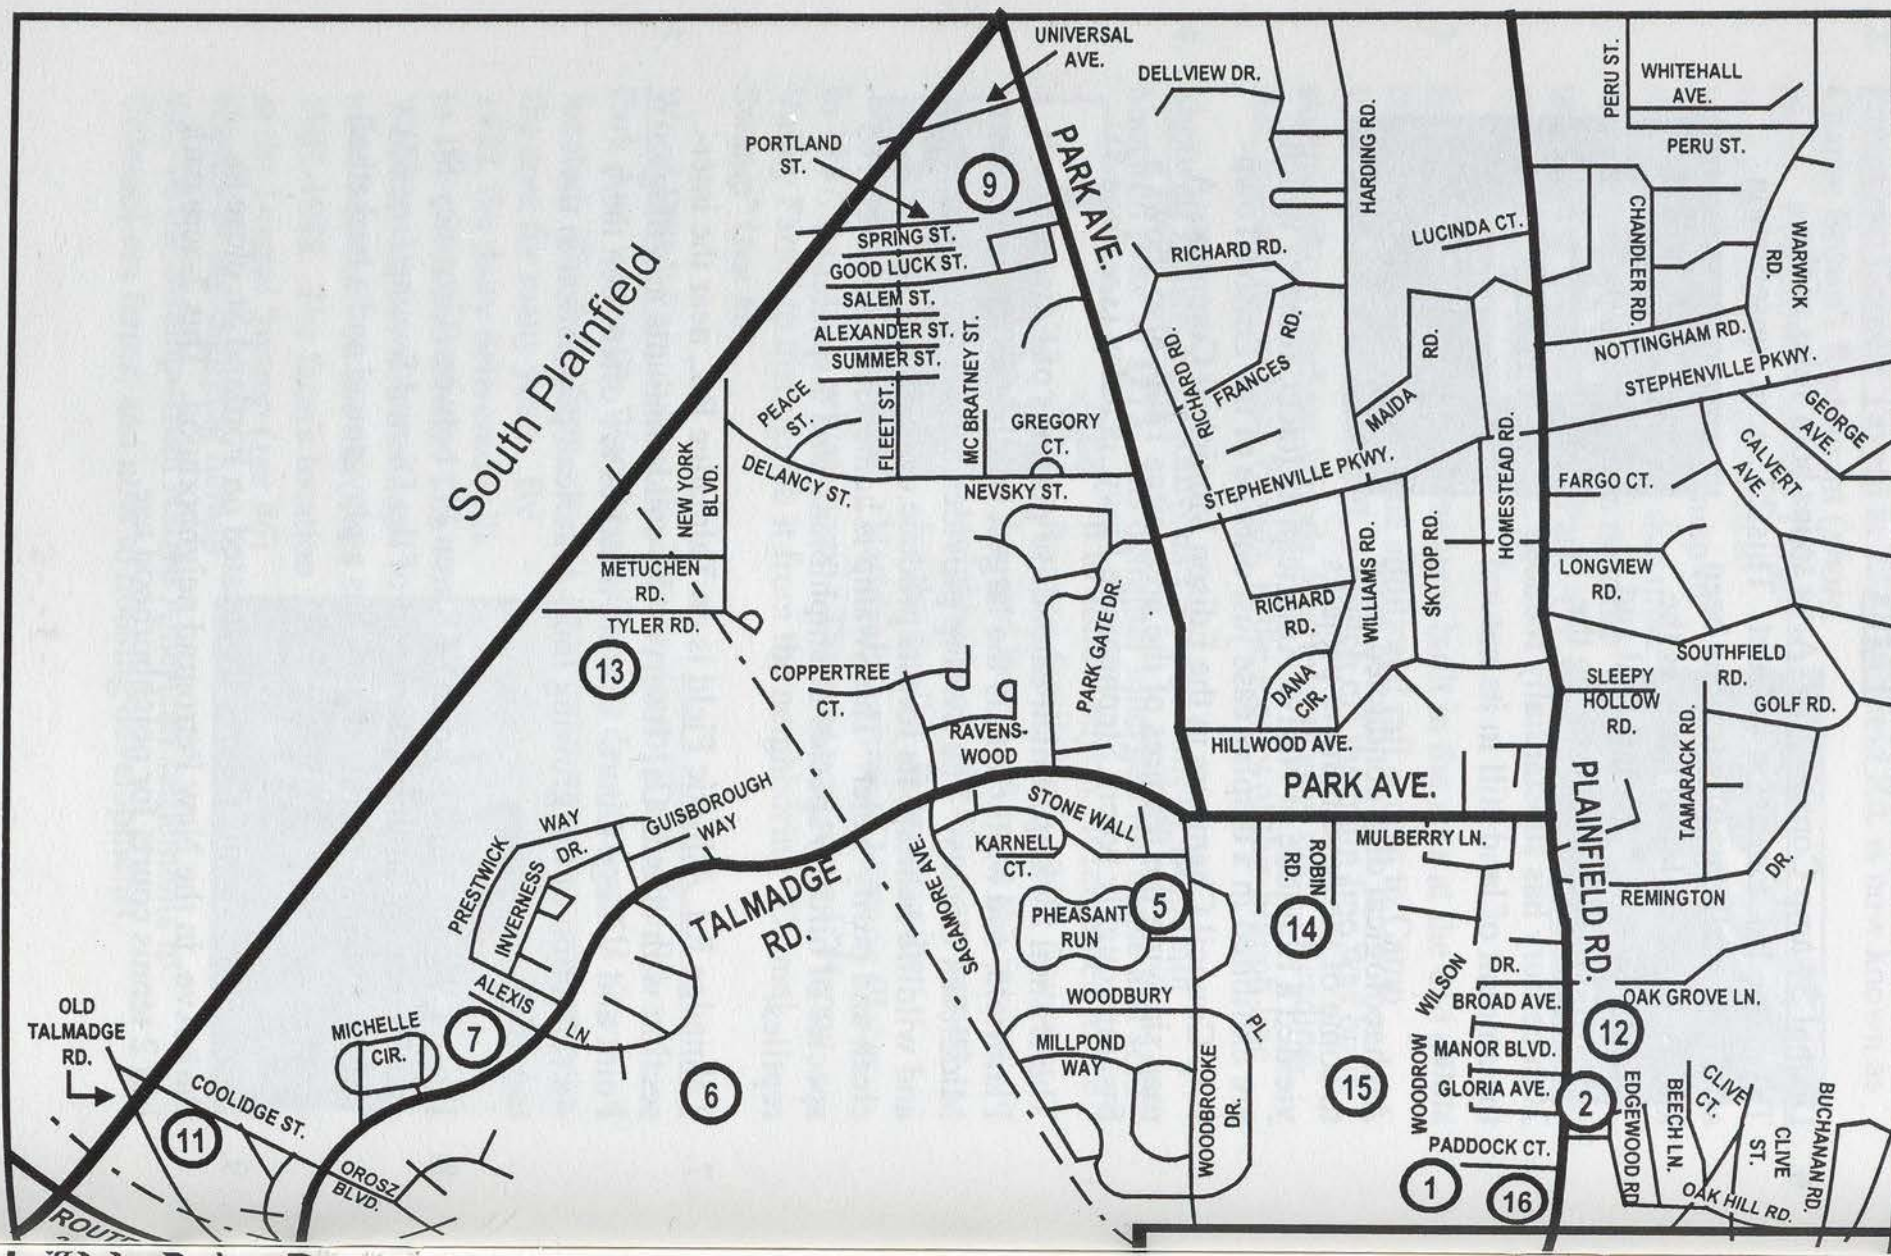 UNIVERSAL
AVE.
DELLVIEW DR.
PERU ST.
WHITEHALL
AVE.
PERU ST.
PORTLAND
ST.
9
PARK AVE.
HARDING RD.
SPRING ST.
GOOD LUCK ST.
SALEM ST.
ALEXANDER ST.
SUMMER ST.
South Plainfield
RICHARD RD.
LUCINDA CT.
CHANDLER RD.
WARWICK
RD.
NOTTINGHAM RD.
STEPHENVILLE PKWY.
RICHARD RD.
FRANCES
RD.
MAIDA
RD.
GEORGE
AVE.
CALVERT
AVE.
PEACE
ST.
FLEET ST.
MC BRATNEY ST.
GREGORY
CT.
NEW YORK
BLVD.
DELANCY ST.
NEVSKY ST.
STEPHENVILLE PKWY.
HOMESTEAD RD.
FARGO CT.
METUCHEN
RD.
TYLER RD.
13
PARK GATE DR.
RICHARD
RD.
WILLIAMS RD.
SKYTOP RD.
LONGVIEW
RD.
SOUTHFIELD
RD.
COPPERTREE
CT.
DANA
CIR.
SLEEPY
HOLLOW
RD.
GOLF RD.
RAVENS-
WOOD
HILLWOOD AVE.
PARK AVE.
PLAINFIELD RD.
TAMARACK RD.
PRESTWICK
WAY
GUISBOROUGH
WAY
INVERNESS
DR.
STONE WALL
KARNELL
CT.
MULBERRY LN.
ROBIN
RD.
REMINGTON
DR.
TALMADGE
RD.
SAGAMORE AVE.
PHEASANT
RUN
5
14
ALEXIS
LN.
WOODBURY
PL.
WOODROW
WILSON
DR.
BROAD AVE.
OAK GROVE LN.
OLD
TALMADGE
RD.
MICHELLE
CIR.
7
MILLPOND
WAY
WOODBROOKE
DR.
12
MANOR BLVD.
GLORIA AVE.
6
15
2
COOLIDGE ST.
11
OROSZ
BLVD.
PADDOCK CT.
1
16
EDGEWOOD RD
BEECH LN.
CLIVE
CT.
CLIVE
ST.
BUCHANAN RD.
OAK HILL RD.
ROUTE